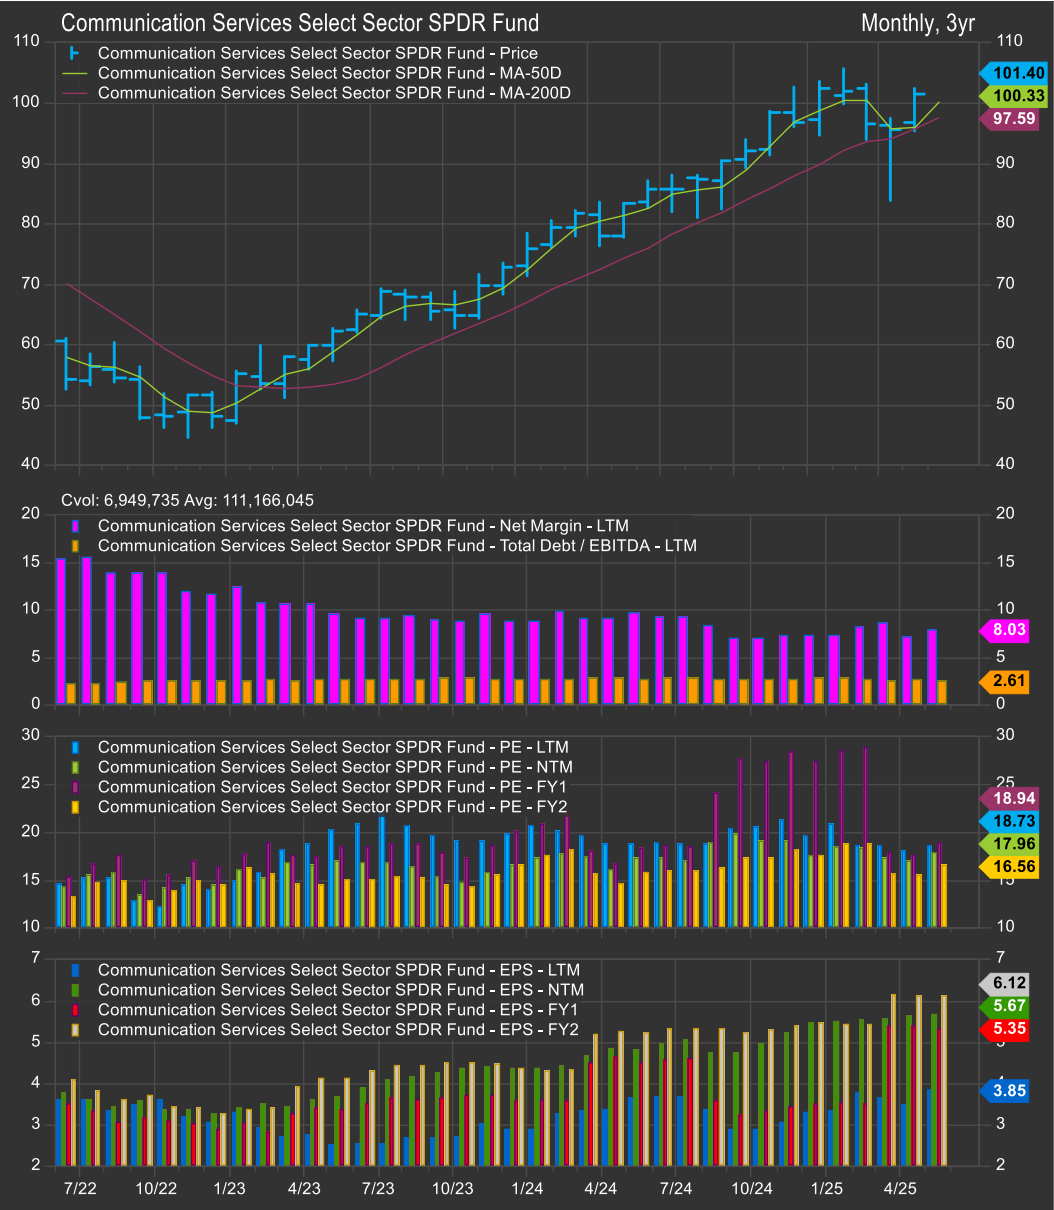 Communication Services Select Sector SPDR Fund Monthly, 3yr
110 110
Communication Services Select Sector SPDR Fund - Price
Communication Services Select Sector SPDR Fund - MA-50D
Communication Services Select Sector SPDR Fund - MA-200D
101.40
100 100.33
97.59
90 90
80 80
70 70
60 60
50 50
40 40
Cvol: 6,949,735 Avg: 111,166,045
20 20
Communication Services Select Sector SPDR Fund - Net Margin - LTM
Communication Services Select Sector SPDR Fund - Total Debt / EBITDA - LTM
15 15
10 10
8.03
5 5
2.61
0 0
30 30
Communication Services Select Sector SPDR Fund - PE - LTM
Communication Services Select Sector SPDR Fund - PE - NTM
25 25
Communication Services Select Sector SPDR Fund - PE - FY1
Communication Services Select Sector SPDR Fund - PE - FY2
18.94
20 18.73
17.96
16.56
15 15
10 10
7 7
Communication Services Select Sector SPDR Fund - EPS - LTM
Communication Services Select Sector SPDR Fund - EPS - NTM
6 6.12
Communication Services Select Sector SPDR Fund - EPS - FY1
5.67
Communication Services Select Sector SPDR Fund - EPS - FY2
5.35
5 5
4 3.85
3 3
2 2
7/22 10/22 1/23 4/23 7/23 10/23 1/24 4/24 7/24 10/24 1/25 4/25